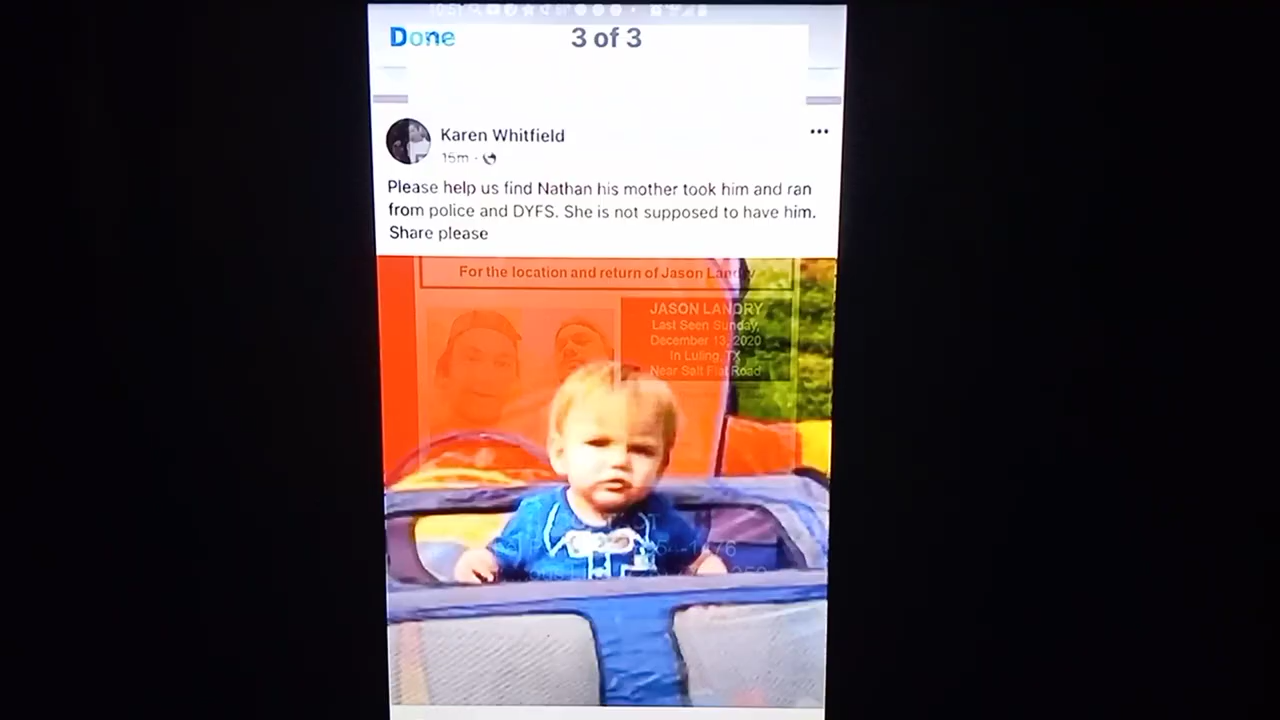 Done
3 of 3
Karen Whitfield
15m
Please help us find Nathan his mother took him and ran
from police and DYFS. She is not supposed to have him.
Share please
For the location and return of Jason Landry
JASON LANDRY
Last Seen Sunday,
December 13, 2020
In Luling, TX
Near Salt Flat Road